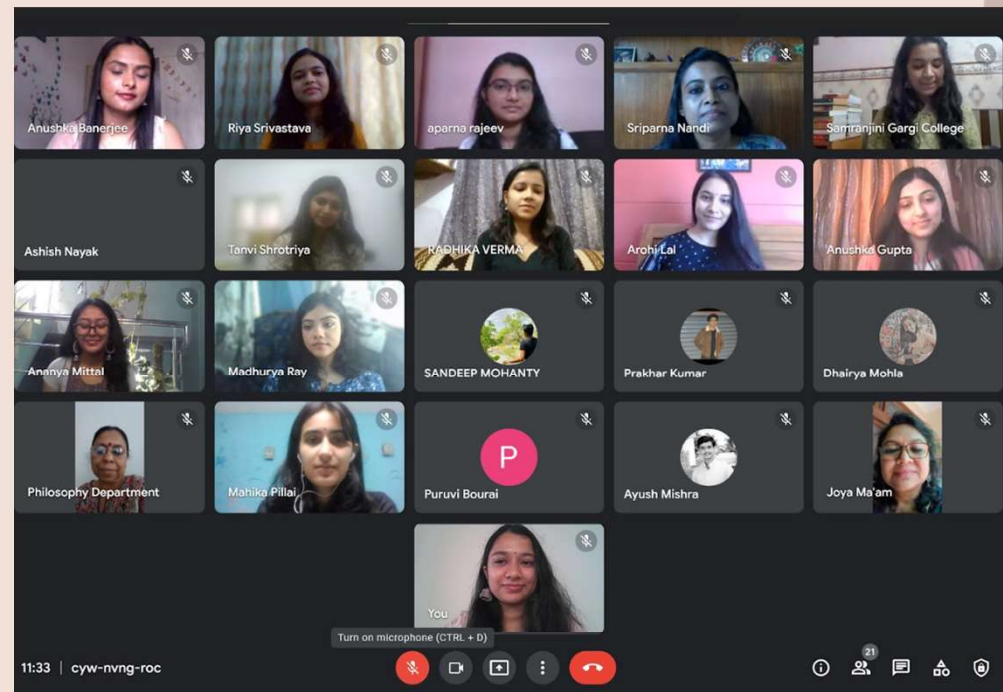 Anushka Banerjee
Riya Srivastava
aparna rajeev
Sriparna Nandi
Samranjini Gargi College
Ashish Nayak
Tanvi Shrotriya
RADHIKA VERMA
Arohi Lal
Anushka Gupta
Ananya Mittal
Madhurya Ray
SANDEEP MOHANTY
Prakhar Kumar
Dhairya Mohla
Philosophy Department
Mahika Pillai
P
Puruvi Bourai
Ayush Mishra
Joya Ma'am
You
Turn on microphone (CTRL + D)
11:33 | cyw-nvng-roc
21